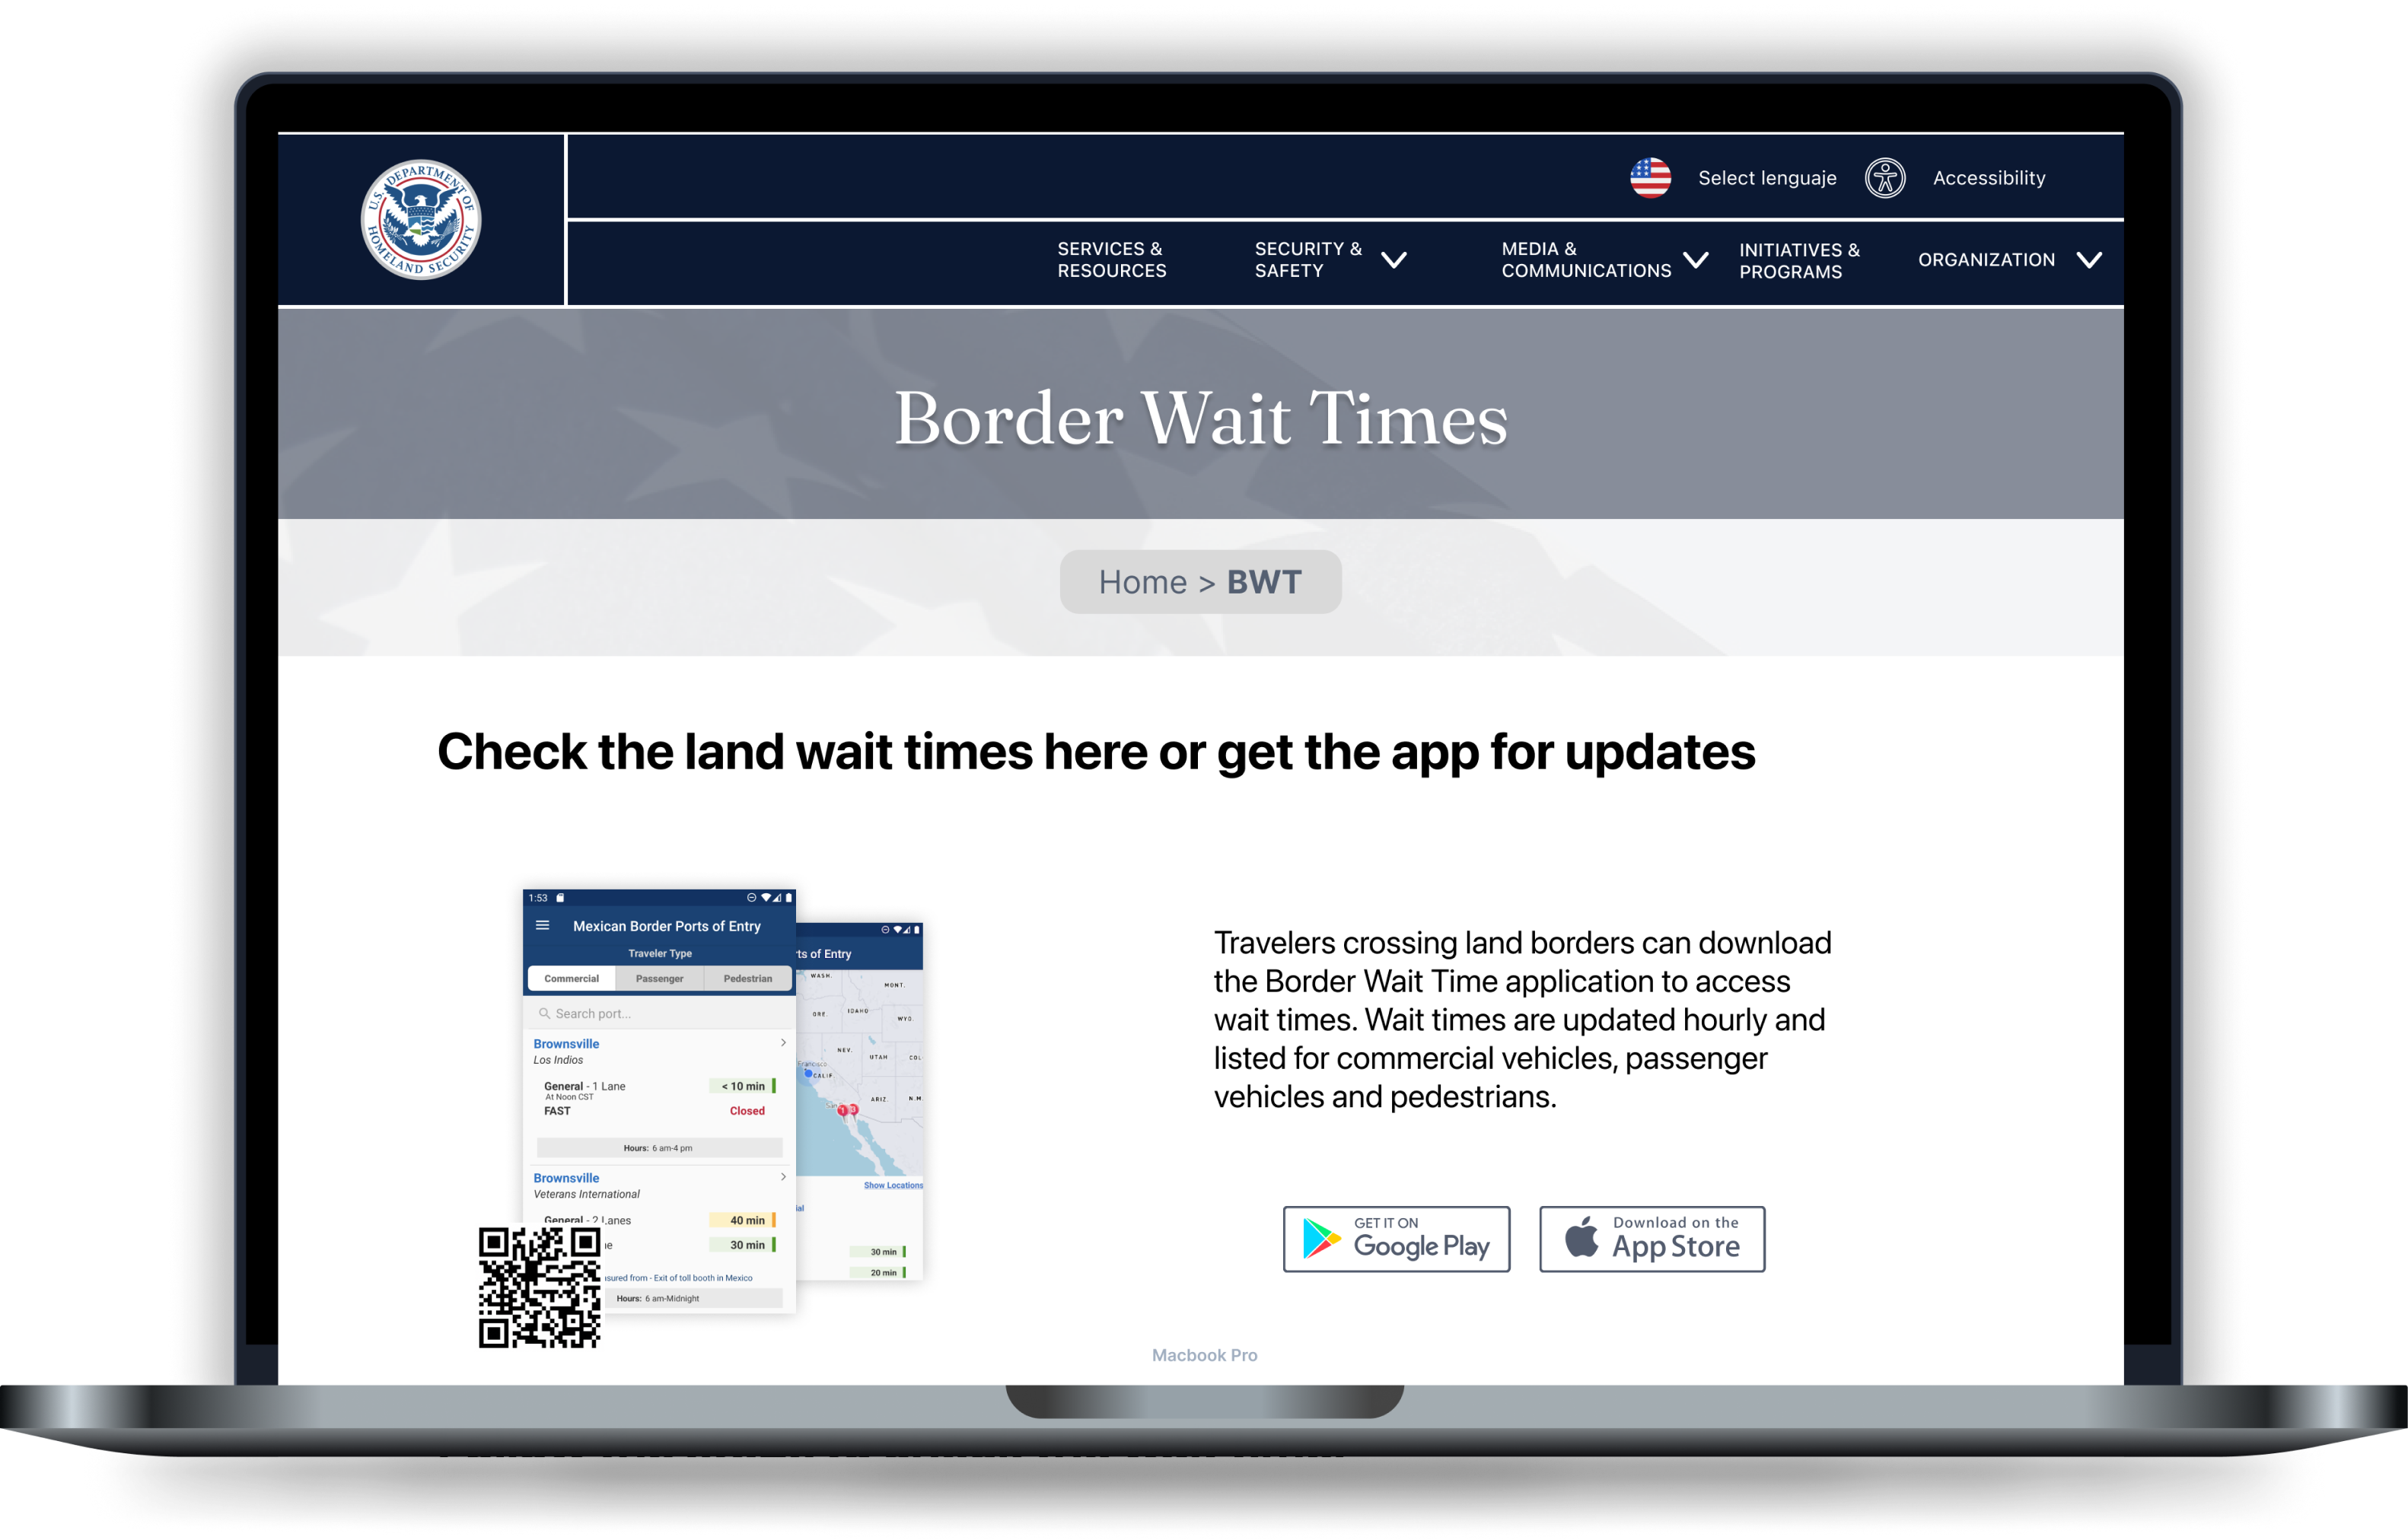 U.S. DEPARTMENT OF
HOMELAND SECURITY
Select lenguaje
Accessibility
SERVICES &
RESOURCES
SECURITY &
SAFETY
MEDIA &
COMMUNICATIONS
INITIATIVES &
PROGRAMS
ORGANIZATION
Border Wait Times
Home > BWT
Check the land wait times here or get the app for updates
1:53
Mexican Border Ports of Entry
Traveler Type
Commercial
Passenger
Pedestrian
Search port...
Brownsville
Los Indios
General - 1 Lane
< 10 min
At Noon CST
FAST
Closed
Hours: 6 am-4 pm
Brownsville
Veterans International
General - 2 Lanes
40 min
30 min
sured from - Exit of toll booth in Mexico
Hours: 6 am-Midnight
ts of Entry
WASH.
MONT.
ORE.
IDAHO
WYO.
NEV.
UTAH
COL
Francisco
CALIF
ARIZ.
N.M.
San
Show Locations
ial
30 min
20 min
Travelers crossing land borders can download
the Border Wait Time application to access
wait times. Wait times are updated hourly and
listed for commercial vehicles, passenger
vehicles and pedestrians.
GET IT ON
Google Play
Download on the
App Store
Macbook Pro